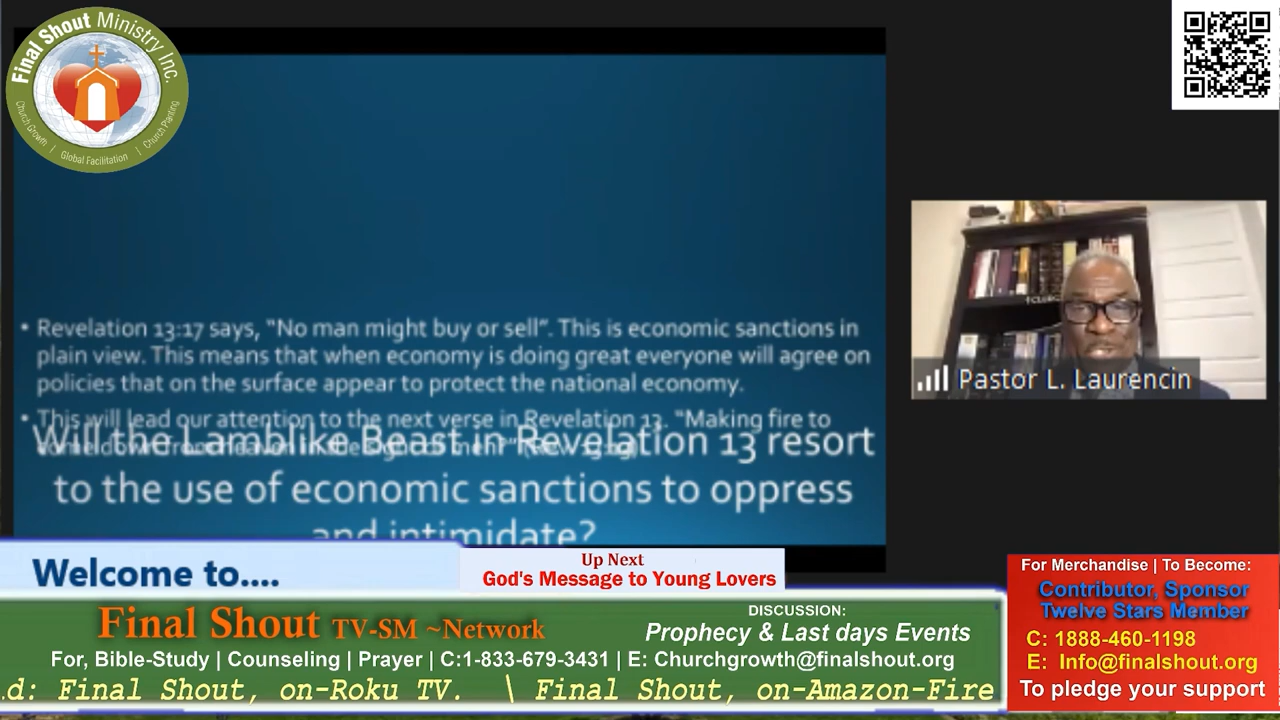 Final Shout Ministry Inc.
Church Growth | Global Facilitation | Church Planting
• Revelation 13:17 says, “No man might buy or sell”. This is economic sanctions in
plain view. This means that when economy is doing great everyone will agree on
policies that on the surface appear to protect the national economy.
• This will lead our attention to the next verse in Revelation 13. “Making fire to
Will the Lamblike Beast in Revelation 13 resort
to the use of economic sanctions to oppress
and intimidate?
Pastor L. Laurencin
Welcome to....
Up Next
God's Message to Young Lovers
Final Shout TV-SM ~Network
DISCUSSION:
Prophecy & Last days Events
For, Bible-Study | Counseling | Prayer | C:1-833-679-3431 | E: Churchgrowth@finalshout.org
.d: Final Shout, on-Roku TV. \ Final Shout, on-Amazon-Fire
For Merchandise | To Become:
Contributor, Sponsor
Twelve Stars Member
C: 1888-460-1198
E: Info@finalshout.org
To pledge your support